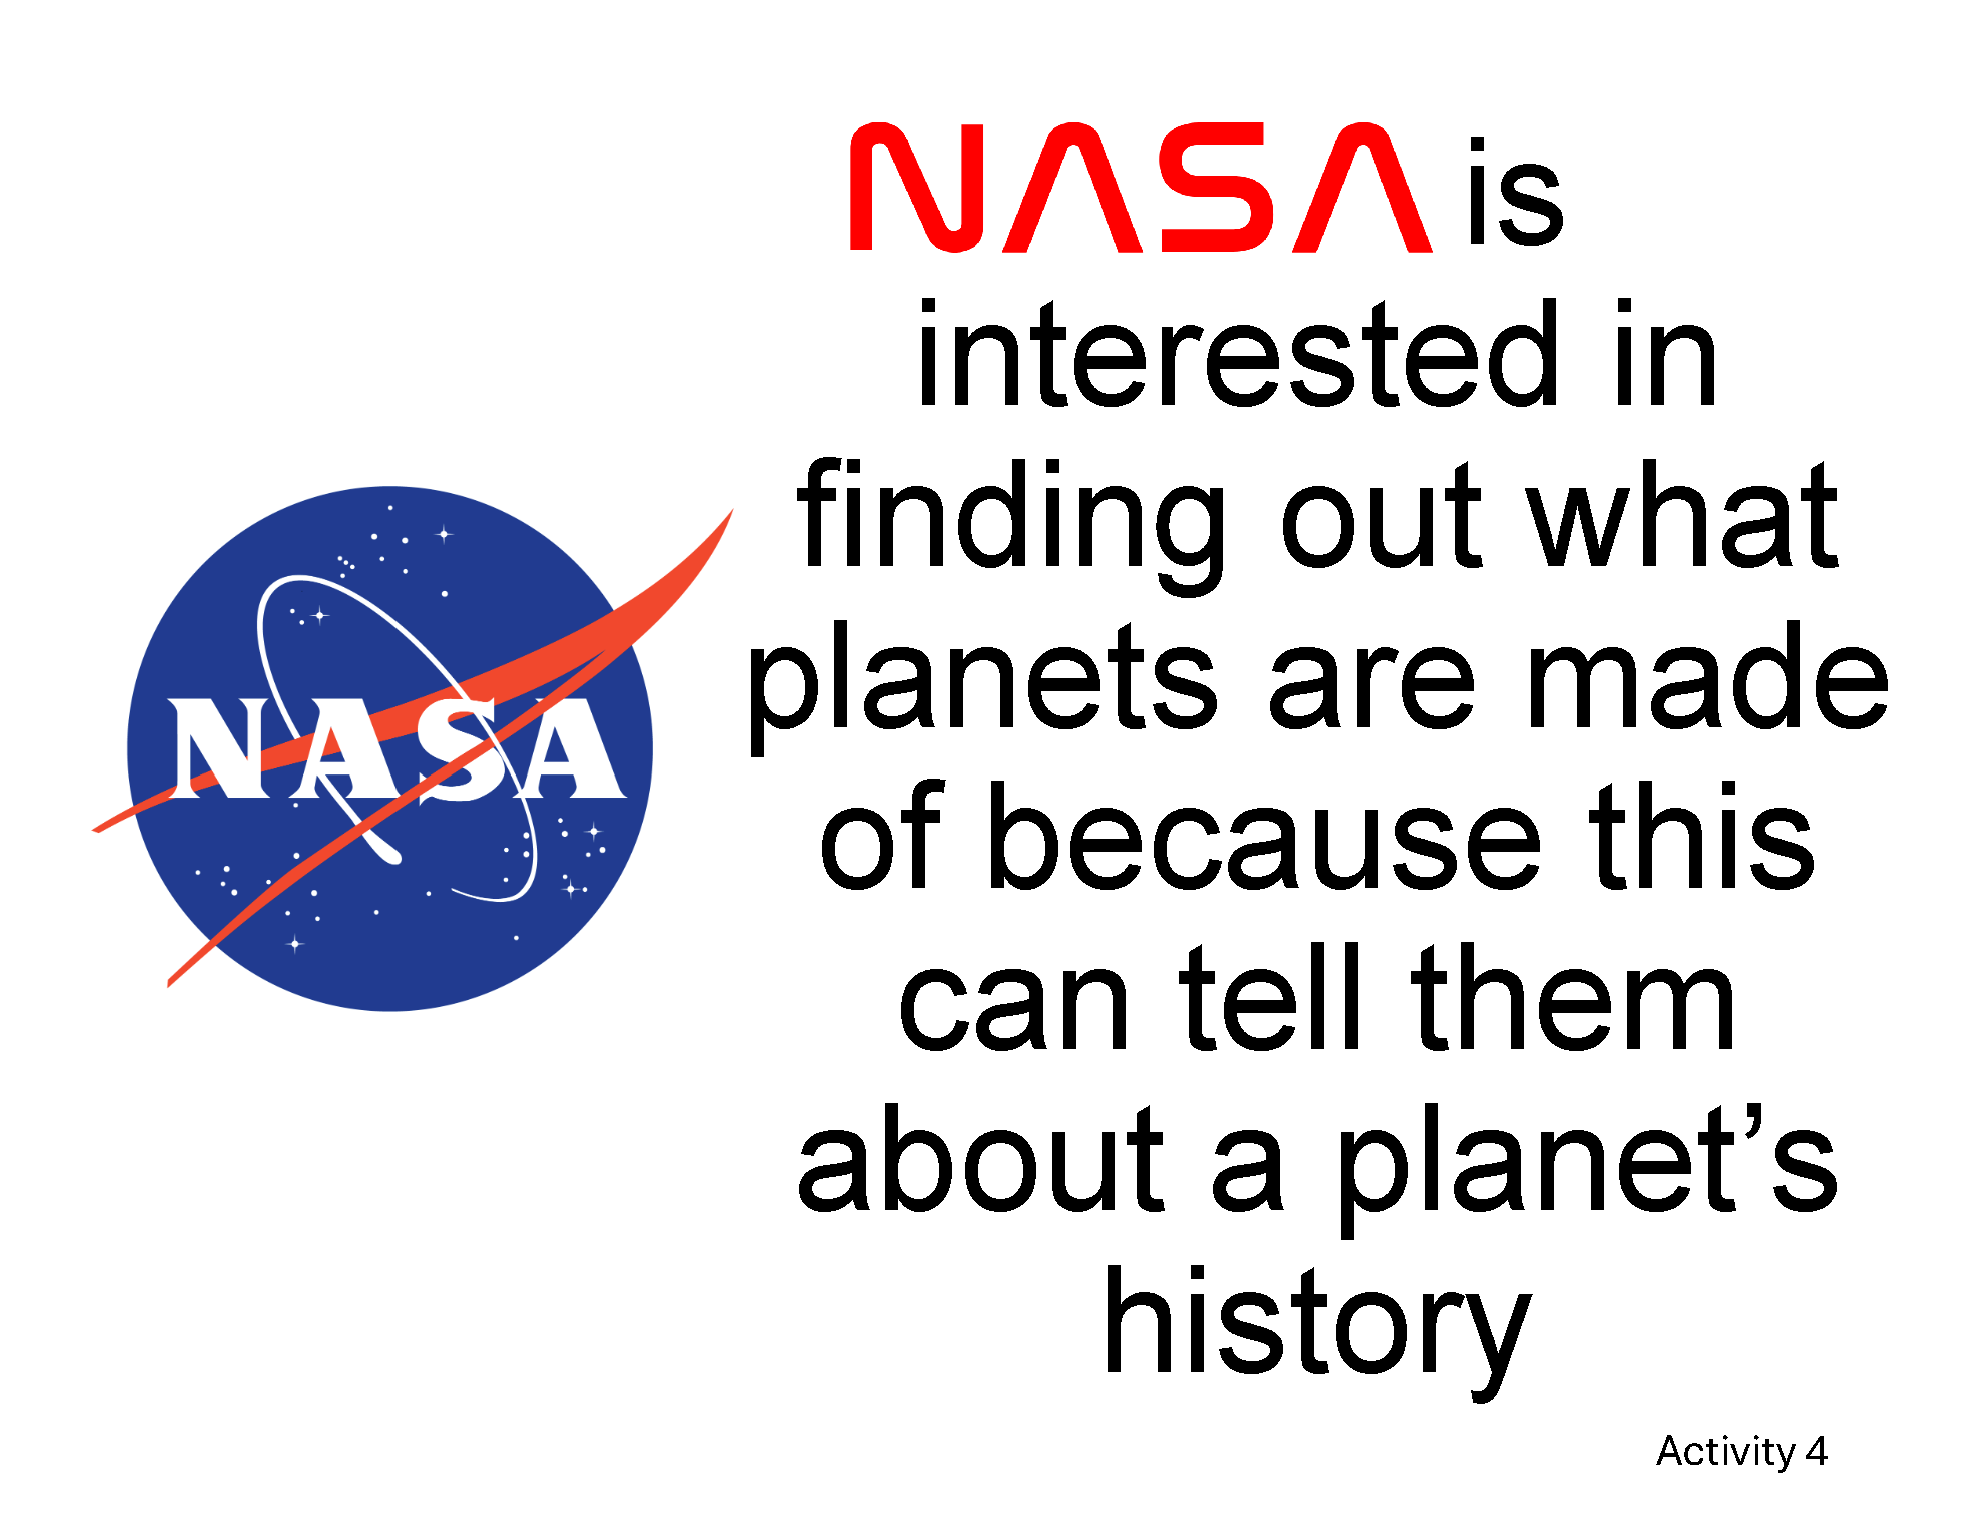 NASA
NASA is
interested in
finding out what
planets are made
of because this
can tell them
about a planet’s
history
Activity 4